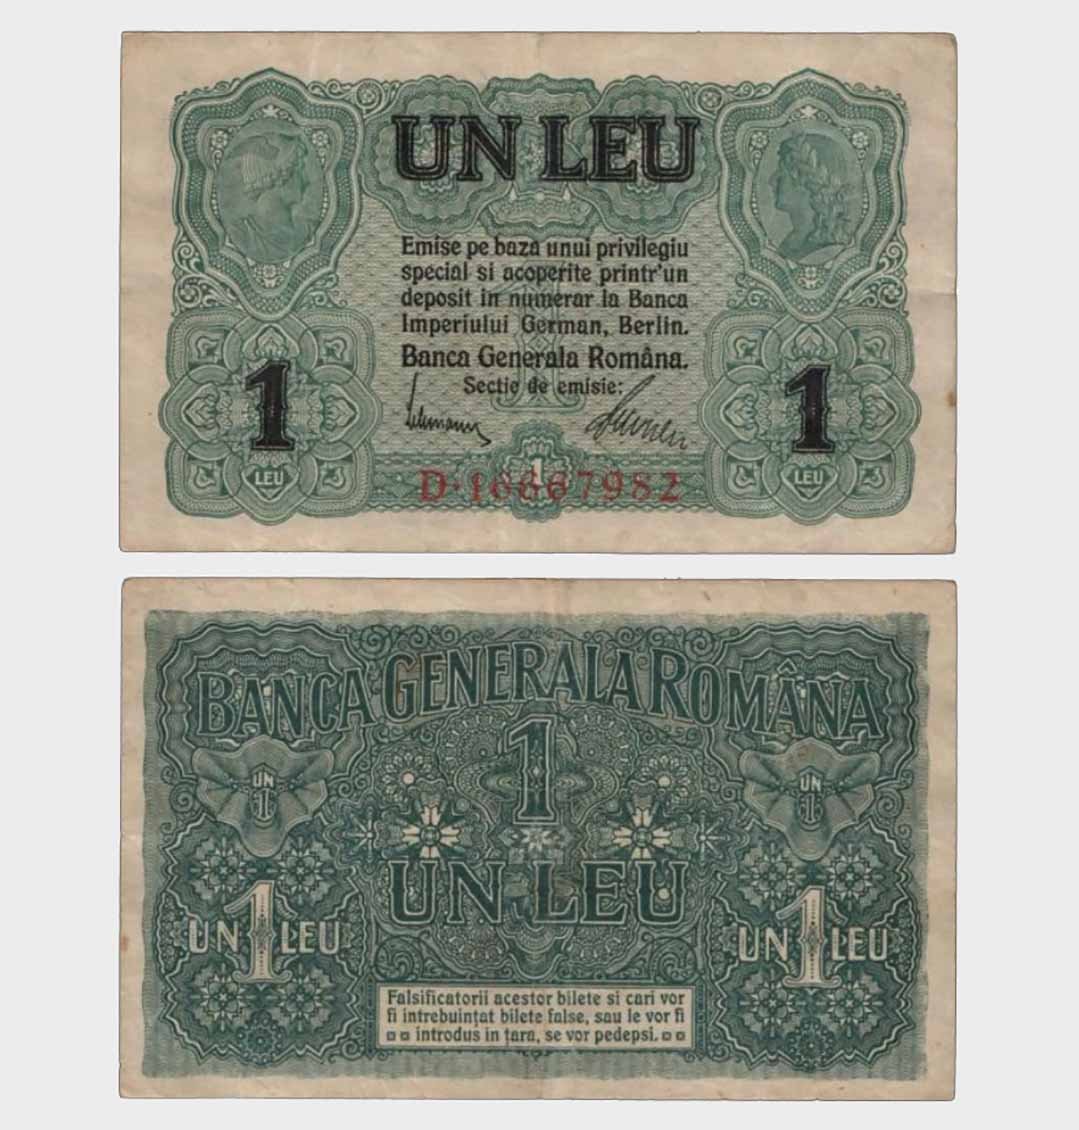 UN LEU
Emise pe baza unui privilegiu
special si acoperite printr'un
deposit in numerar la Banca
Imperiului German, Berlin.
Banca Generala Româna.
Sectie de emisie:
1
1
LEU
LEU
1
D·16667982
BANCA GENERALA ROMÂNA
UN
1
1
UN
1
UN LEU
UN 1 LEU
UN 1 LEU
Falsificatorii acestor bilete si cari vor
fi intrebuințat bilete false, sau le vor fi
introdus in țara, se vor pedepsi.